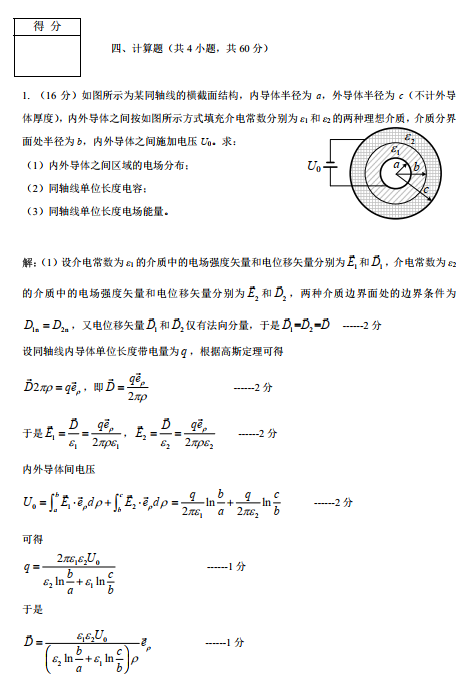 得 分
四、计算题（共 4 小题，共 60 分）
1. （16 分）如图所示为某同轴线的横截面结构，内导体半径为 a，外导体半径为 c（不计外导
体厚度），内外导体之间按如图所示方式填充介电常数分别为 ε1 和 ε2 的两种理想介质，介质分界
面处半径为 b，内外导体之间施加电压 U0。求：
（1）内外导体之间区域的电场分布；
（2）同轴线单位长度电容；
（3）同轴线单位长度电场能量。
U0 ε2 ε1 a b c
解：（1）设介电常数为 ε1 的介质中的电场强度矢量和电位移矢量分别为 E⃗1 和 D⃗1，介电常数为 ε2
的介质中的电场强度矢量和电位移矢量分别为 E⃗2 和 D⃗2，两种介质边界面处的边界条件为
D1n = D2n，又电位移矢量 D⃗1 和 D⃗2 仅有法向分量，于是 D⃗1=D⃗2=D⃗ ------2 分
设同轴线内导体单位长度带电量为 q，根据高斯定理可得
D⃗2πρ = qe⃗ρ，即 D⃗ = qe⃗ρ/2πρ ------2 分
于是 E⃗1 = D⃗/ε1 = qe⃗ρ/2πρε1，E⃗2 = D⃗/ε2 = qe⃗ρ/2πρε2 ------2 分
内外导体间电压
U0 = ∫ₐᵇ E⃗1·e⃗ρdρ + ∫_b^c E⃗2·e⃗ρdρ = q/2πε1 ln b/a + q/2πε2 ln c/b ------2 分
可得
q = 2πε1ε2U0/(ε2 ln b/a + ε1 ln c/b) ------1 分
于是
D⃗ = ε1ε2U0/((ε2 ln b/a + ε1 ln c/b)ρ) e⃗ρ ------1 分